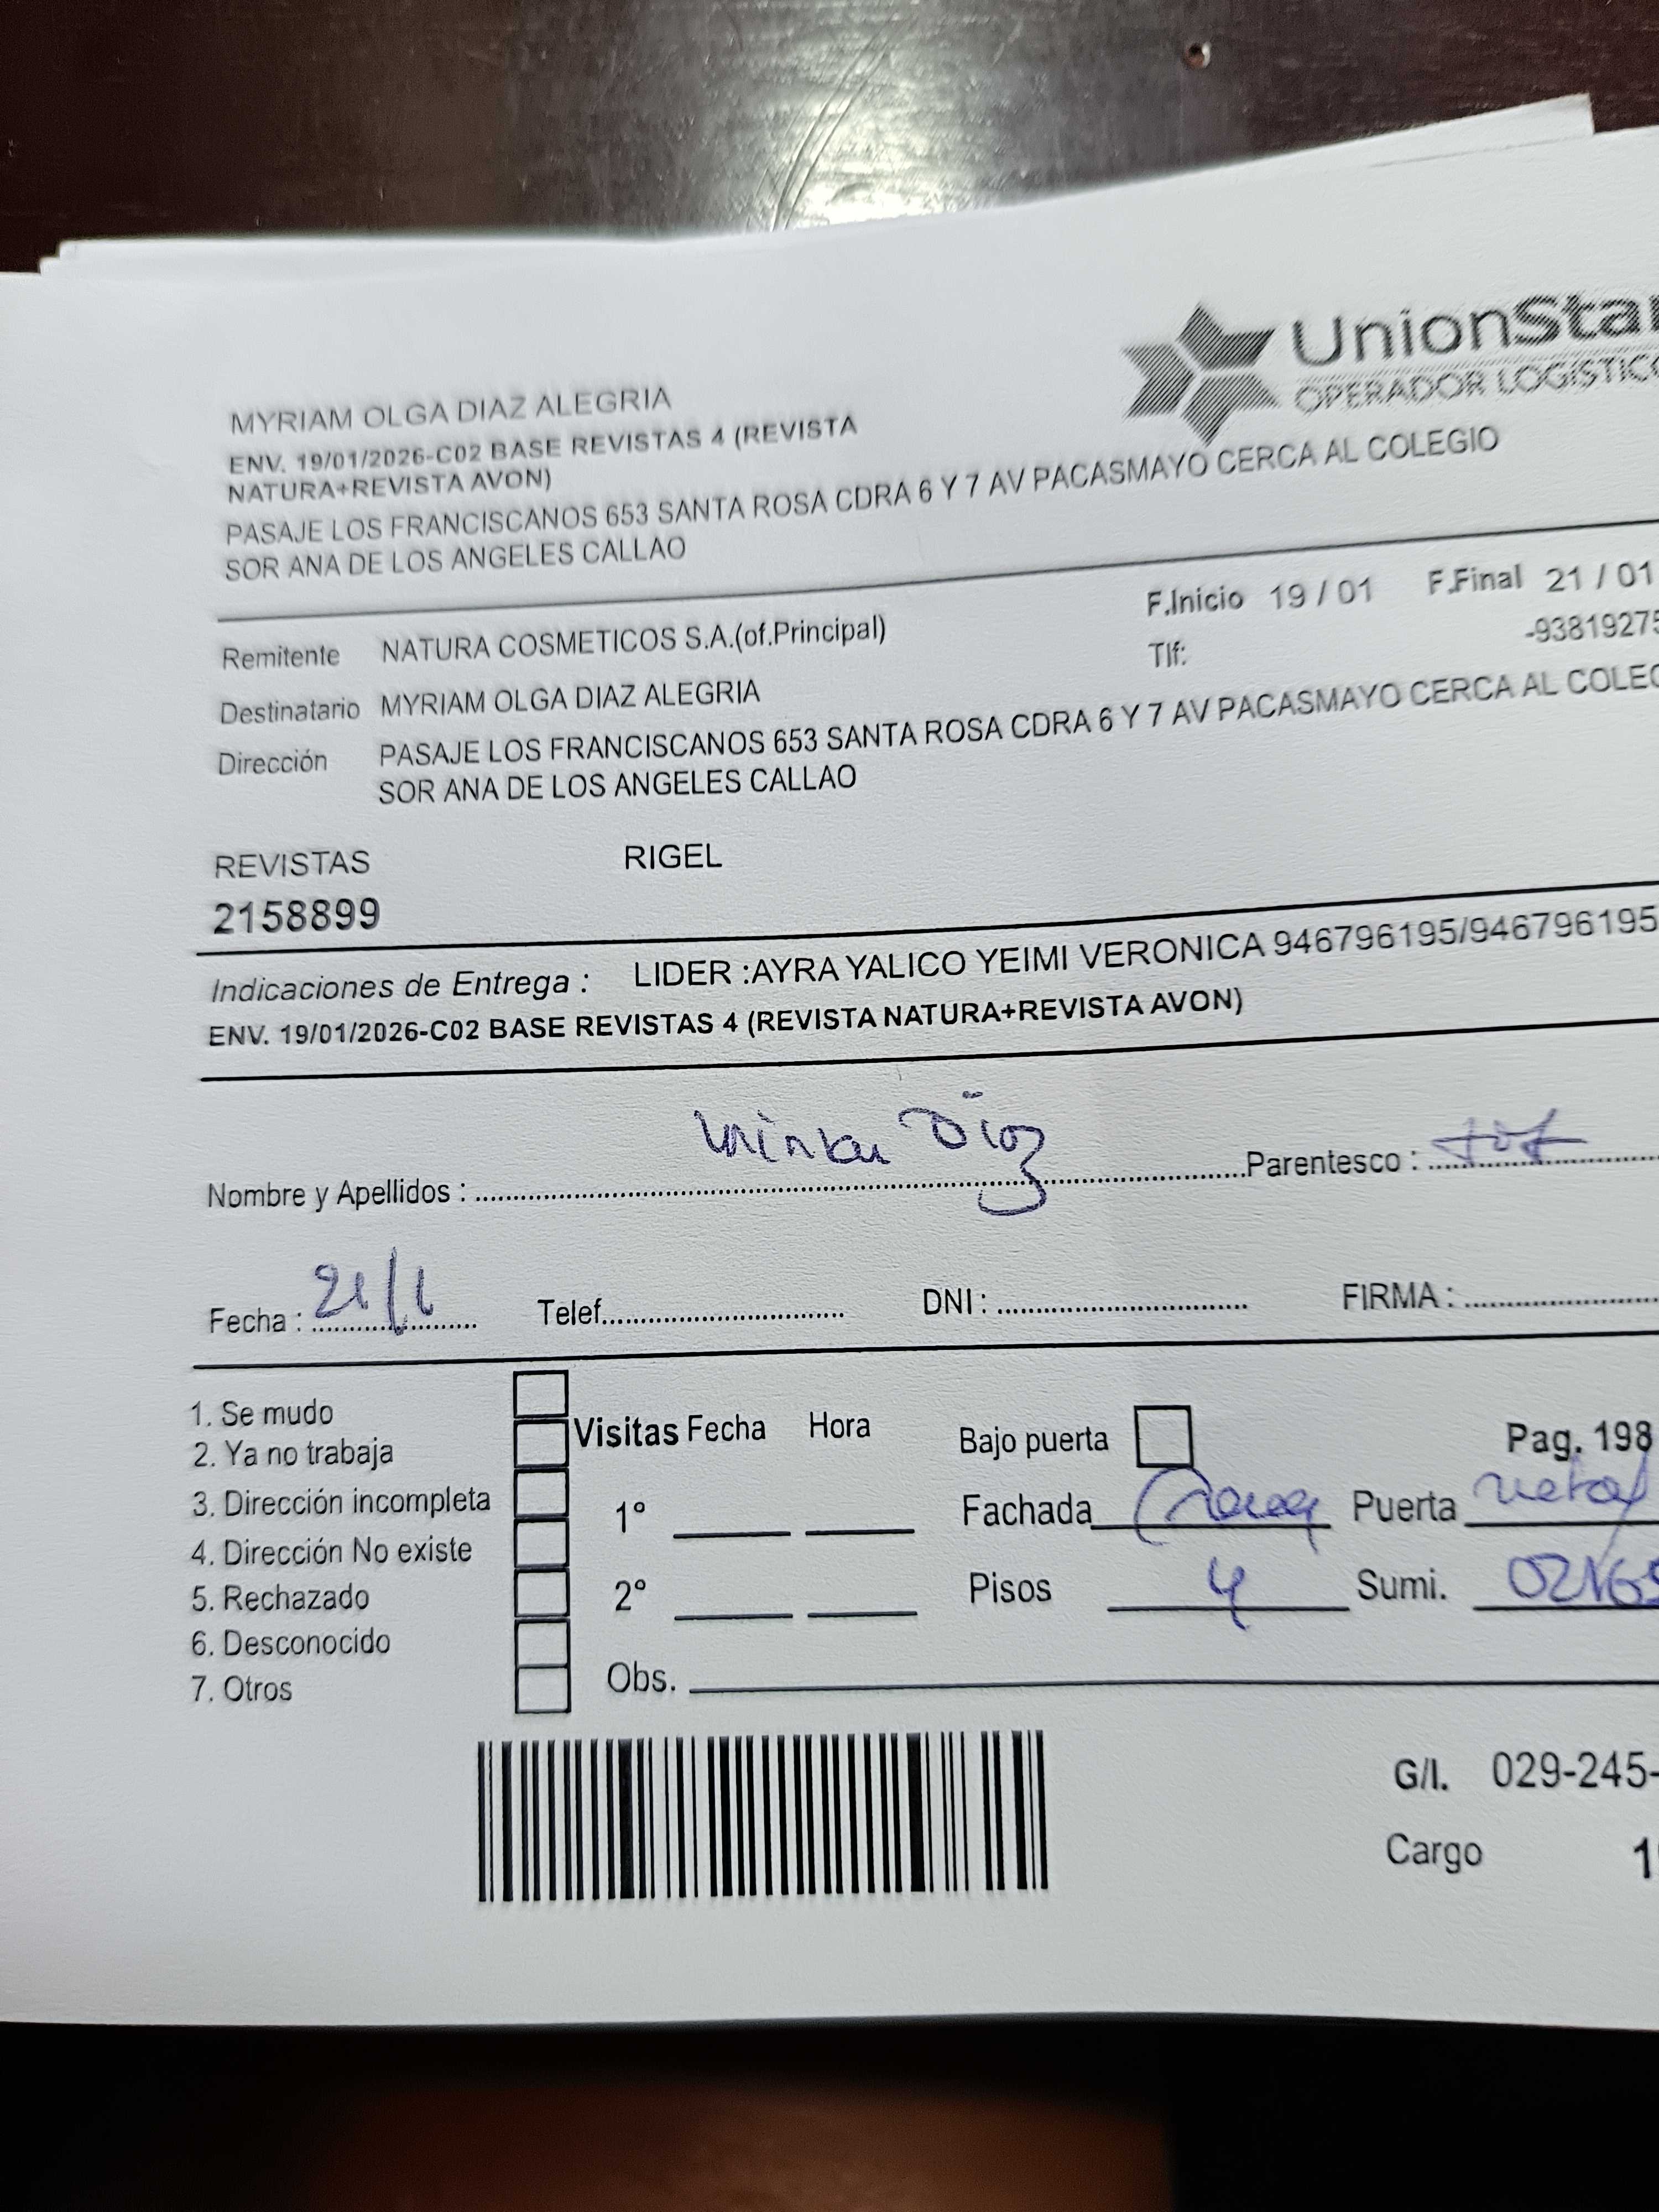 UnionStar
OPERADOR LOGÍSTICO
MYRIAM OLGA DIAZ ALEGRIA
ENV. 19/01/2026-C02 BASE REVISTAS 4 (REVISTA
NATURA+REVISTA AVON)
PASAJE LOS FRANCISCANOS 653 SANTA ROSA CDRA 6 Y 7 AV PACASMAYO CERCA AL COLEGIO
SOR ANA DE LOS ANGELES CALLAO
F.Inicio 19 / 01 F.Final 21 / 01
Remitente NATURA COSMETICOS S.A.(of.Principal) Tlf: -93819275
Destinatario MYRIAM OLGA DIAZ ALEGRIA
Dirección PASAJE LOS FRANCISCANOS 653 SANTA ROSA CDRA 6 Y 7 AV PACASMAYO CERCA AL COLEG
SOR ANA DE LOS ANGELES CALLAO
REVISTAS RIGEL
2158899
Indicaciones de Entrega : LIDER :AYRA YALICO YEIMI VERONICA 946796195/946796195
ENV. 19/01/2026-C02 BASE REVISTAS 4 (REVISTA NATURA+REVISTA AVON)
Nombre y Apellidos : Diaz Parentesco :
Fecha : 21/1 Telef. DNI : FIRMA :
1. Se mudo
2. Ya no trabaja
3. Dirección incompleta
4. Dirección No existe
5. Rechazado
6. Desconocido
7. Otros
Visitas Fecha Hora
1º
2º
Obs.
Bajo puerta Pag. 198
Fachada Puerta metal
Pisos 4 Sumi.
G/I. 029-245-
Cargo